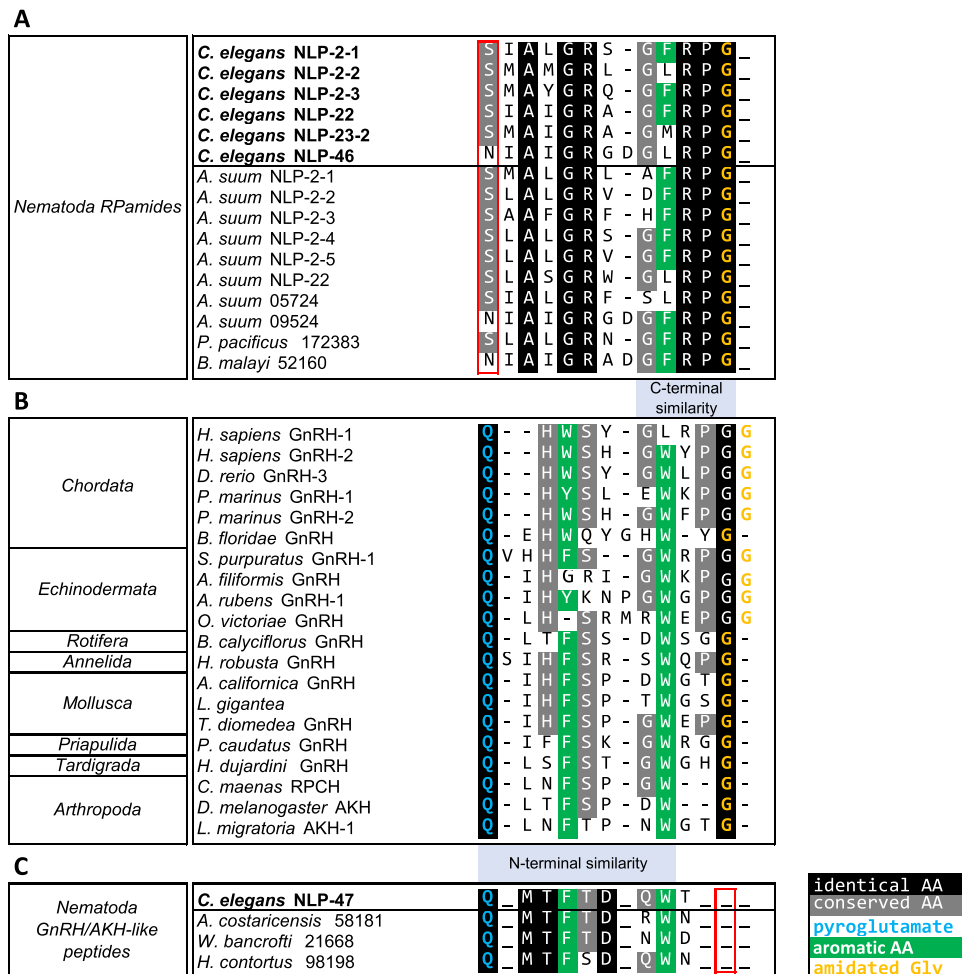 A
Nematoda RPamides
C. elegans NLP-2-1 S I A L G R S - G F R P G _
C. elegans NLP-2-2 S M A M G R L - G L R P G _
C. elegans NLP-2-3 S M A Y G R Q - G F R P G _
C. elegans NLP-22 S I A I G R A - G F R P G _
C. elegans NLP-23-2 S M A I G R A - G M R P G _
C. elegans NLP-46 N I A I G R G D G L R P G _
A. suum NLP-2-1 S M A L G R L - A F R P G _
A. suum NLP-2-2 S L A L G R V - D F R P G _
A. suum NLP-2-3 S A A F G R F - H F R P G _
A. suum NLP-2-4 S L A L G R S - G F R P G _
A. suum NLP-2-5 S L A L G R V - G F R P G _
A. suum NLP-22 S L A S G R W - G L R P G _
A. suum 05724 S I A L G R F - S L R P G _
A. suum 09524 N I A I G R G D G F R P G _
P. pacificus 172383 S L A L G R N - G F R P G _
B. malayi 52160 N I A I G R A D G F R P G _
C-terminal
similarity
B
Chordata
H. sapiens GnRH-1 Q - - H W S Y - G L R P G G
H. sapiens GnRH-2 Q - - H W S H - G W Y P G G
D. rerio GnRH-3 Q - - H W S Y - G W L P G G
P. marinus GnRH-1 Q - - H Y S L - E W K P G G
P. marinus GnRH-2 Q - - H W S H - G W F P G G
B. floridae GnRH Q - E H W Q Y G H W - Y G -
Echinodermata
S. purpuratus GnRH-1 Q V H H F S - - G W R P G G
A. filiformis GnRH Q - I H G R I - G W K P G G
A. rubens GnRH-1 Q - I H Y K N P G W G P G G
O. victoriae GnRH Q - L H - S R M R W E P G G
Rotifera
B. calyciflorus GnRH Q - L T F S S - D W S G G -
Annelida
H. robusta GnRH Q S I H F S R - S W Q P G -
Mollusca
A. californica GnRH Q - I H F S P - D W G T G -
L. gigantea Q - I H F S P - T W G S G -
T. diomedea GnRH Q - I H F S P - G W E P G -
Priapulida
P. caudatus GnRH Q - I F F S K - G W R G G -
Tardigrada
H. dujardini GnRH Q - L S F S T - G W G H G -
Arthropoda
C. maenas RPCH Q - L N F S P - G W - - G -
D. melanogaster AKH Q - L T F S P - D W - - G -
L. migratoria AKH-1 Q - L N F T P - N W G T G -
N-terminal similarity
C
Nematoda
GnRH/AKH-like
peptides
C. elegans NLP-47 Q _ M T F T D _ Q W T _ _ _
A. costaricensis 58181 Q _ M T F T D _ R W N _ _ _
W. bancrofti 21668 Q _ M T F T D _ N W D _ _ _
H. contortus 98198 Q _ M T F S D _ Q W N _ _ _
identical AA
conserved AA
pyroglutamate
aromatic AA
amidated Gly